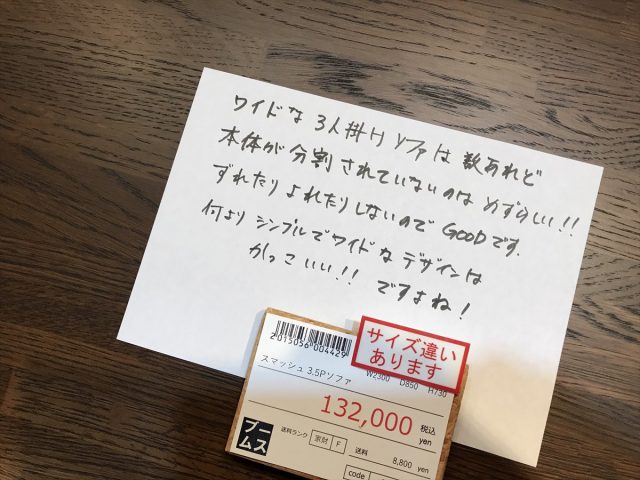 ワイドな 3人掛けソファは 数あれど
本体が分割されていないのは めずらしい!!
ずれたり よれたりしないので GOODです.
何より シンプルでワイドな デザインは
かっこいい!! ですよね!
サイズ違い
あります
2013056004429
スマッシュ 3.5Pソファ W2300 D850 H730
132,000 税込
yen
ブームス
送料ランク 家財 F 送料 8,800 yen
code